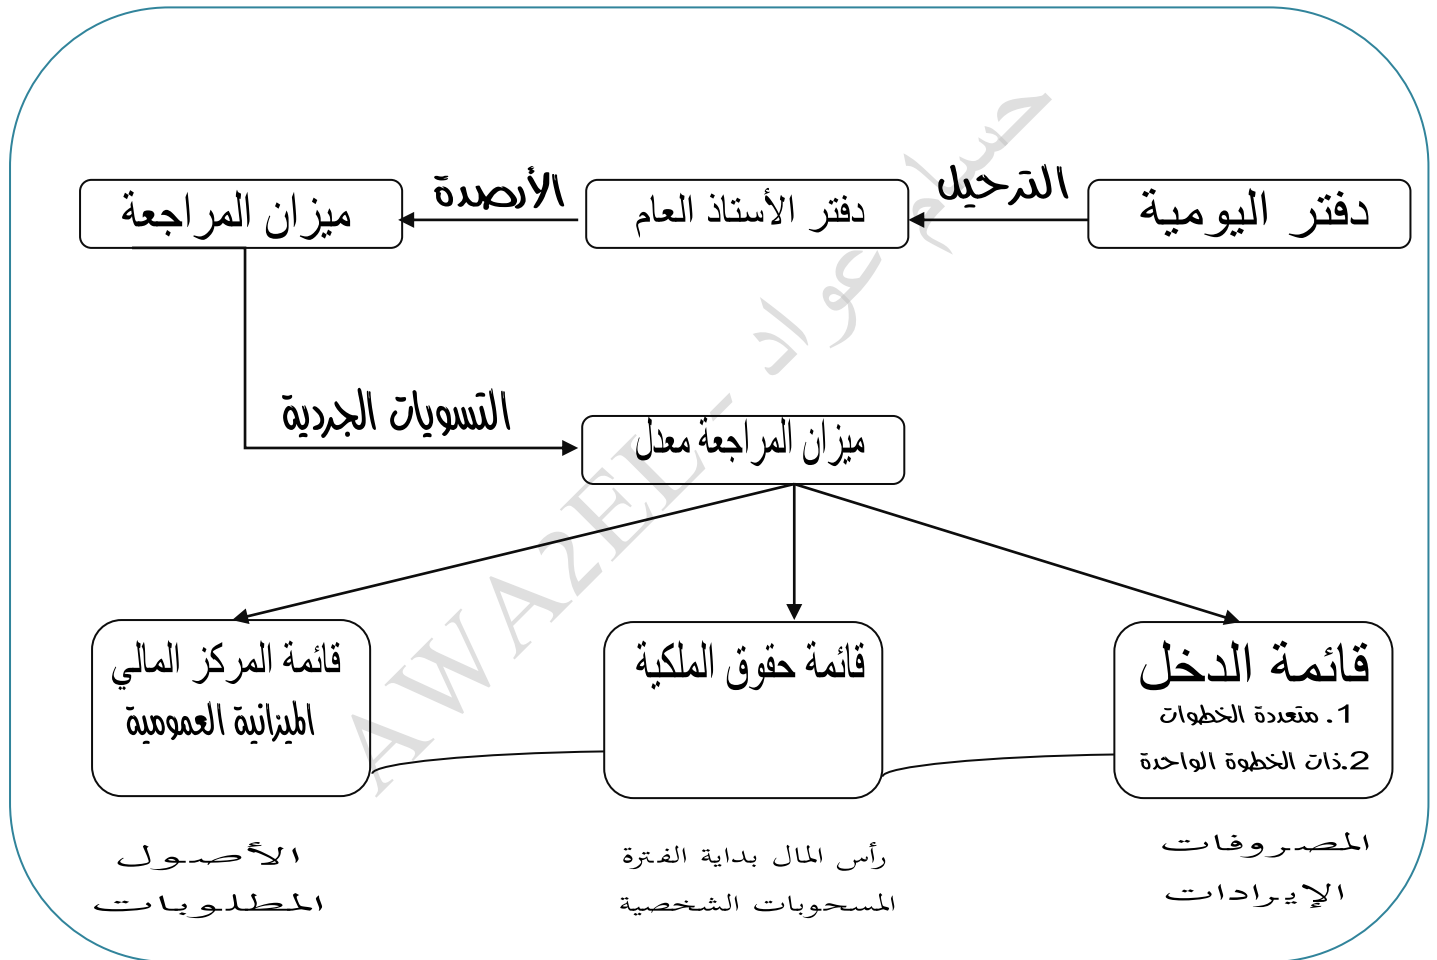 دفتر اليومية
الترحيل
دفتر الأستاذ العام
الأرصدة
ميزان المراجعة
التسويات الجردية
ميزان المراجعة معدل
قائمة الدخل
1. متعددة الخطوات
2.ذات الخطوة الواحدة
قائمة حقوق الملكية
قائمة المركز المالي
الميزانية العمومية
المصروفات
الإيرادات
رأس المال بداية الفترة
المسحوبات الشخصية
الأصول
المطلوبات
حسام عواد - AWA2EL